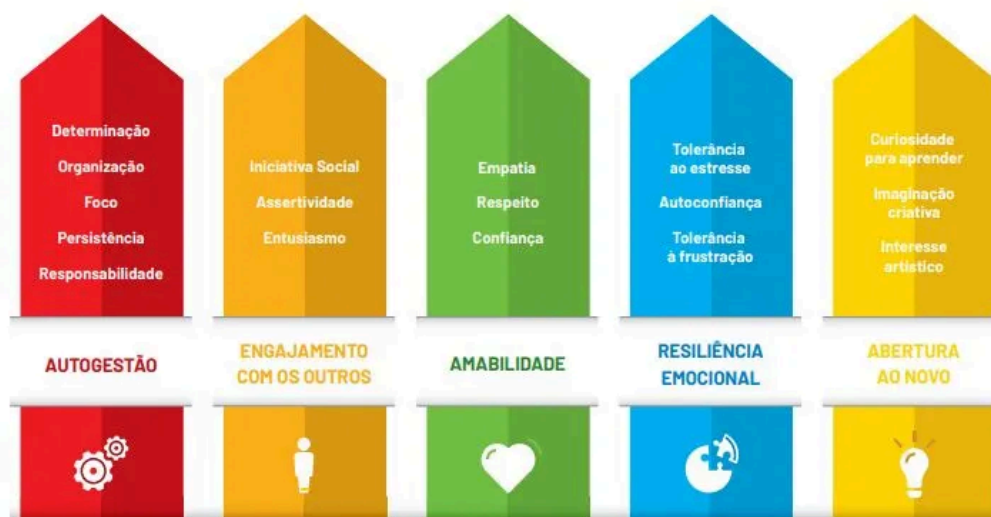 Determinação
Organização
Foco
Persistência
Responsabilidade
AUTOGESTÃO
Iniciativa Social
Assertividade
Entusiasmo
ENGAJAMENTO
COM OS OUTROS
Empatia
Respeito
Confiança
AMABILIDADE
Tolerância
ao estresse
Autoconfiança
Tolerância
à frustração
RESILIÊNCIA
EMOCIONAL
Curiosidade
para aprender
Imaginação
criativa
Interesse
artístico
ABERTURA
AO NOVO